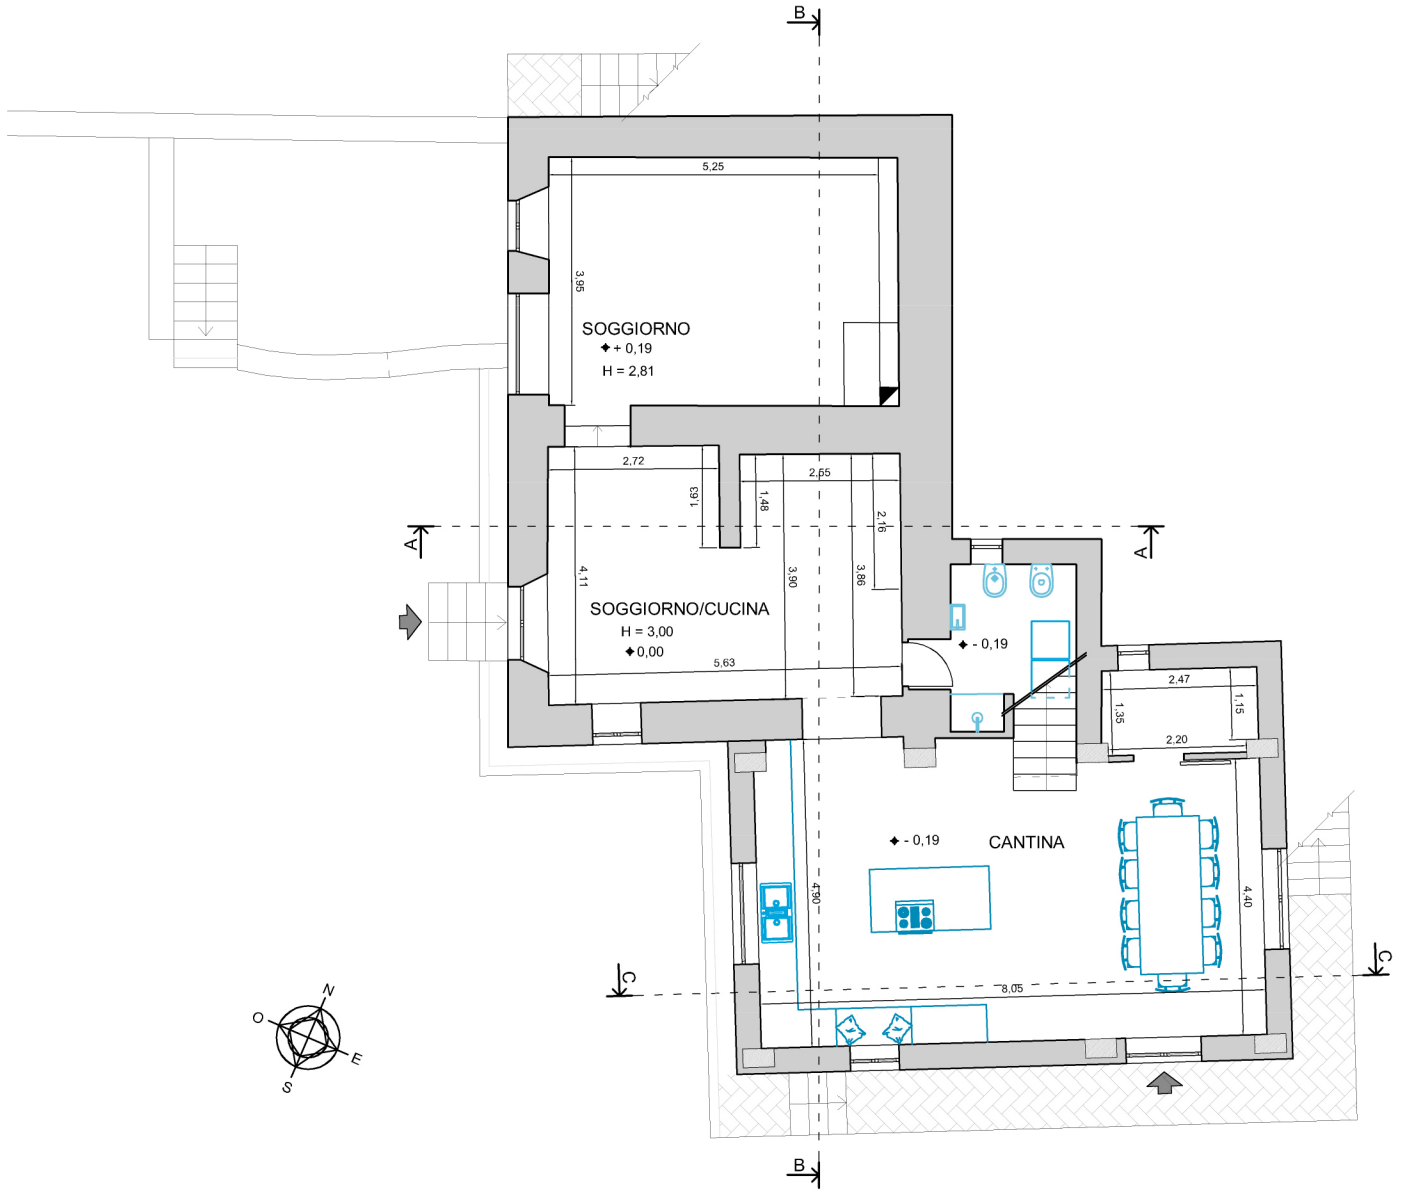 B
5,25
3,95
SOGGIORNO
+ 0,19
H = 2,81
2,72
2,55
1,63
1,48
2,16
A
A
4,11
3,90
3,86
SOGGIORNO/CUCINA
H = 3,00
0,00
- 0,19
5,63
2,47
1,35
1,15
2,20
- 0,19
CANTINA
4,90
4,40
C
C
8,05
N
O
E
S
B